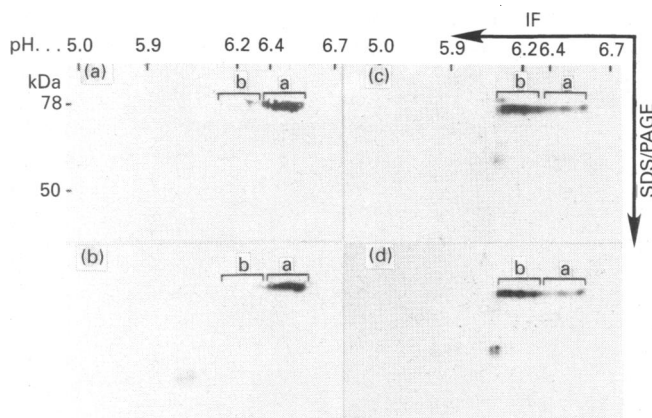 IF
pH. . . 5.0 5.9 6.2 6.4 6.7 5.0 5.9 6.2 6.4 6.7
(a) b a (c) b a
kDa
78 -
50 -
SDS/PAGE
(b) b a (d) b a